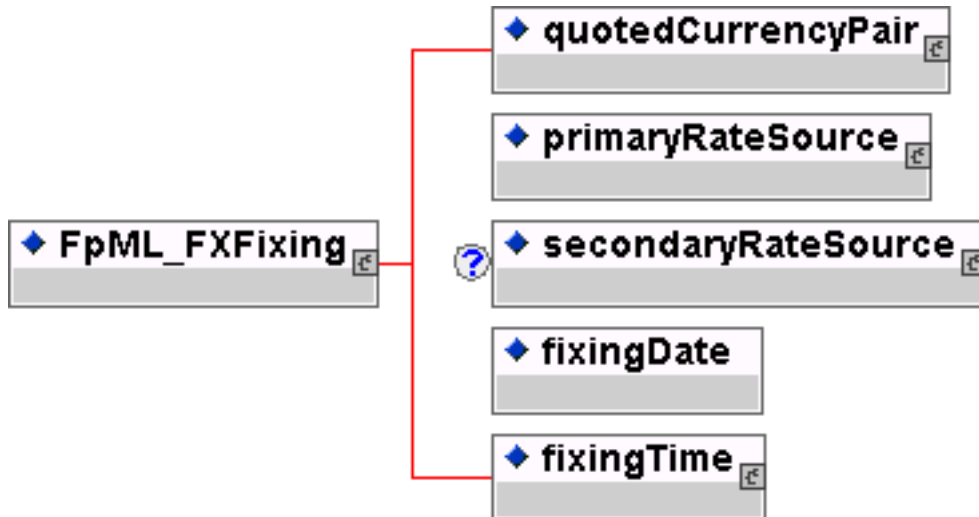 quotedCurrencyPair
primaryRateSource
FpML_FXFixing
?
secondaryRateSource
fixingDate
fixingTime